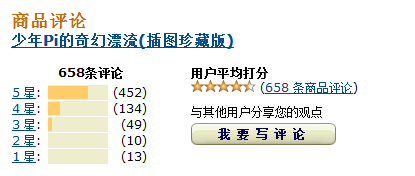 商品评论
少年Pi的奇幻漂流(插图珍藏版)
658条评论
5 星: (452)
4 星: (134)
3 星: (49)
2 星: (10)
1 星: (13)
用户平均打分
(658 条商品评论)
与其他用户分享您的观点
我要写评论